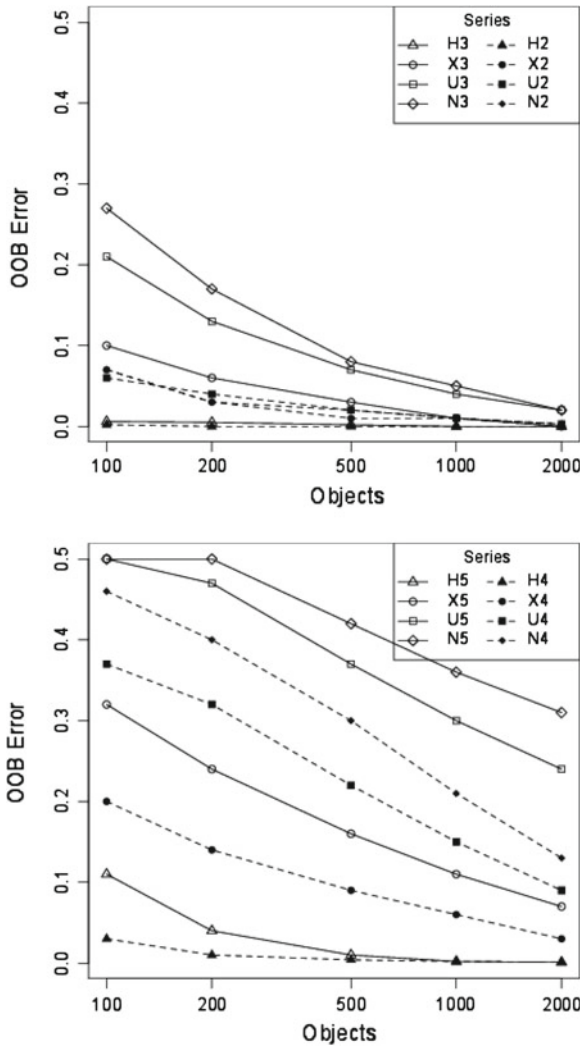 Series
H3 H2
X3 X2
U3 U2
N3 N2
0.5
0.4
0.3
0.2
0.1
0.0
OOB Error
100 200 500 1000 2000
Objects
Series
H5 H4
X5 X4
U5 U4
N5 N4
0.5
0.4
0.3
0.2
0.1
0.0
OOB Error
100 200 500 1000 2000
Objects